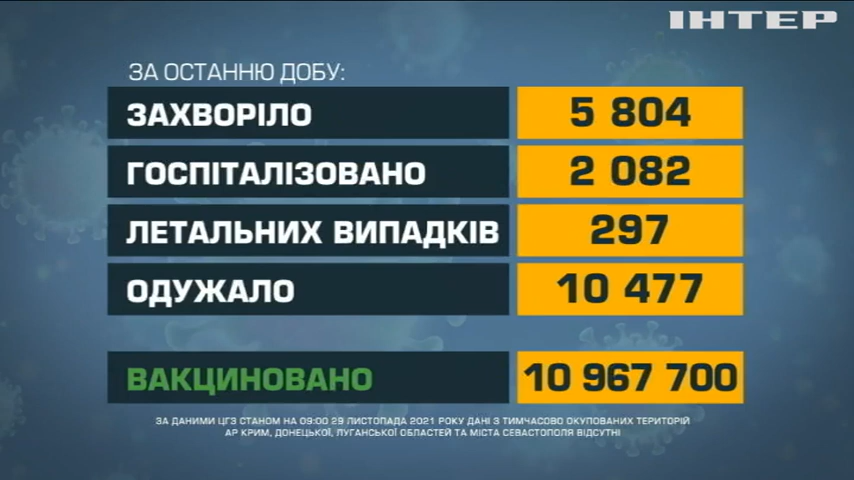 ІНТЕР
ЗА ОСТАННЮ ДОБУ:
ЗАХВОРІЛО 5 804
ГОСПІТАЛІЗОВАНО 2 082
ЛЕТАЛЬНИХ ВИПАДКІВ 297
ОДУЖАЛО 10 477
ВАКЦИНОВАНО 10 967 700
ЗА ДАНИМИ ЦГЗ СТАНОМ НА 09:00 29 ЛИСТОПАДА 2021 РОКУ ДАНІ З ТИМЧАСОВО ОКУПОВАНИХ ТЕРИТОРІЙ
АР КРИМ, ДОНЕЦЬКОЇ, ЛУГАНСЬКОЇ ОБЛАСТЕЙ ТА МІСТА СЕВАСТОПОЛЯ ВІДСУТНІ